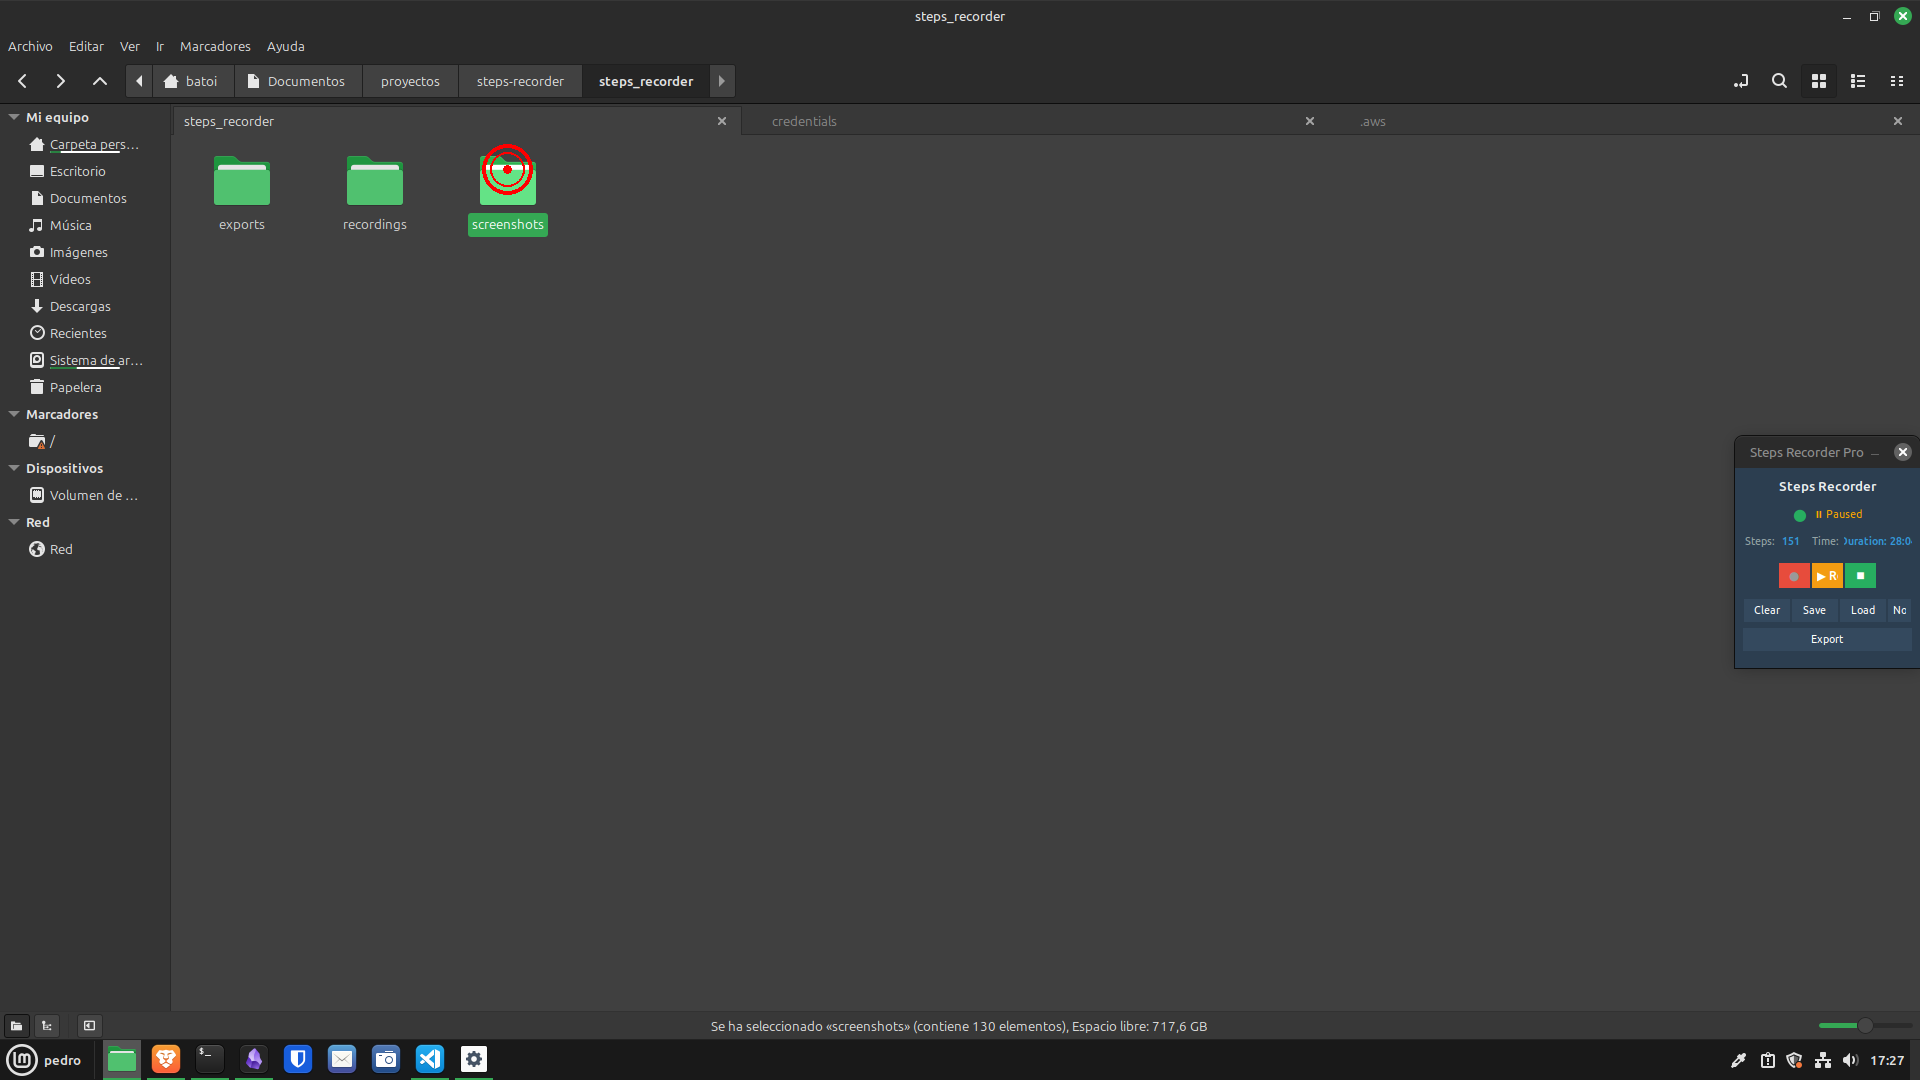 steps_recorder
Archivo Editar Ver Ir Marcadores Ayuda
batoi Documentos proyectos steps-recorder steps_recorder
Mi equipo
Carpeta pers...
Escritorio
Documentos
Música
Imágenes
Vídeos
Descargas
Recientes
Sistema de ar...
Papelera
Marcadores
/
Dispositivos
Volumen de ...
Red
Red
steps_recorder credentials .aws
exports recordings screenshots
Steps Recorder Pro
Steps Recorder
Paused
Steps: 151 Time: Duration: 28:0
R
Clear Save Load No
Export
Se ha seleccionado «screenshots» (contiene 130 elementos), Espacio libre: 717,6 GB
pedro
17:27